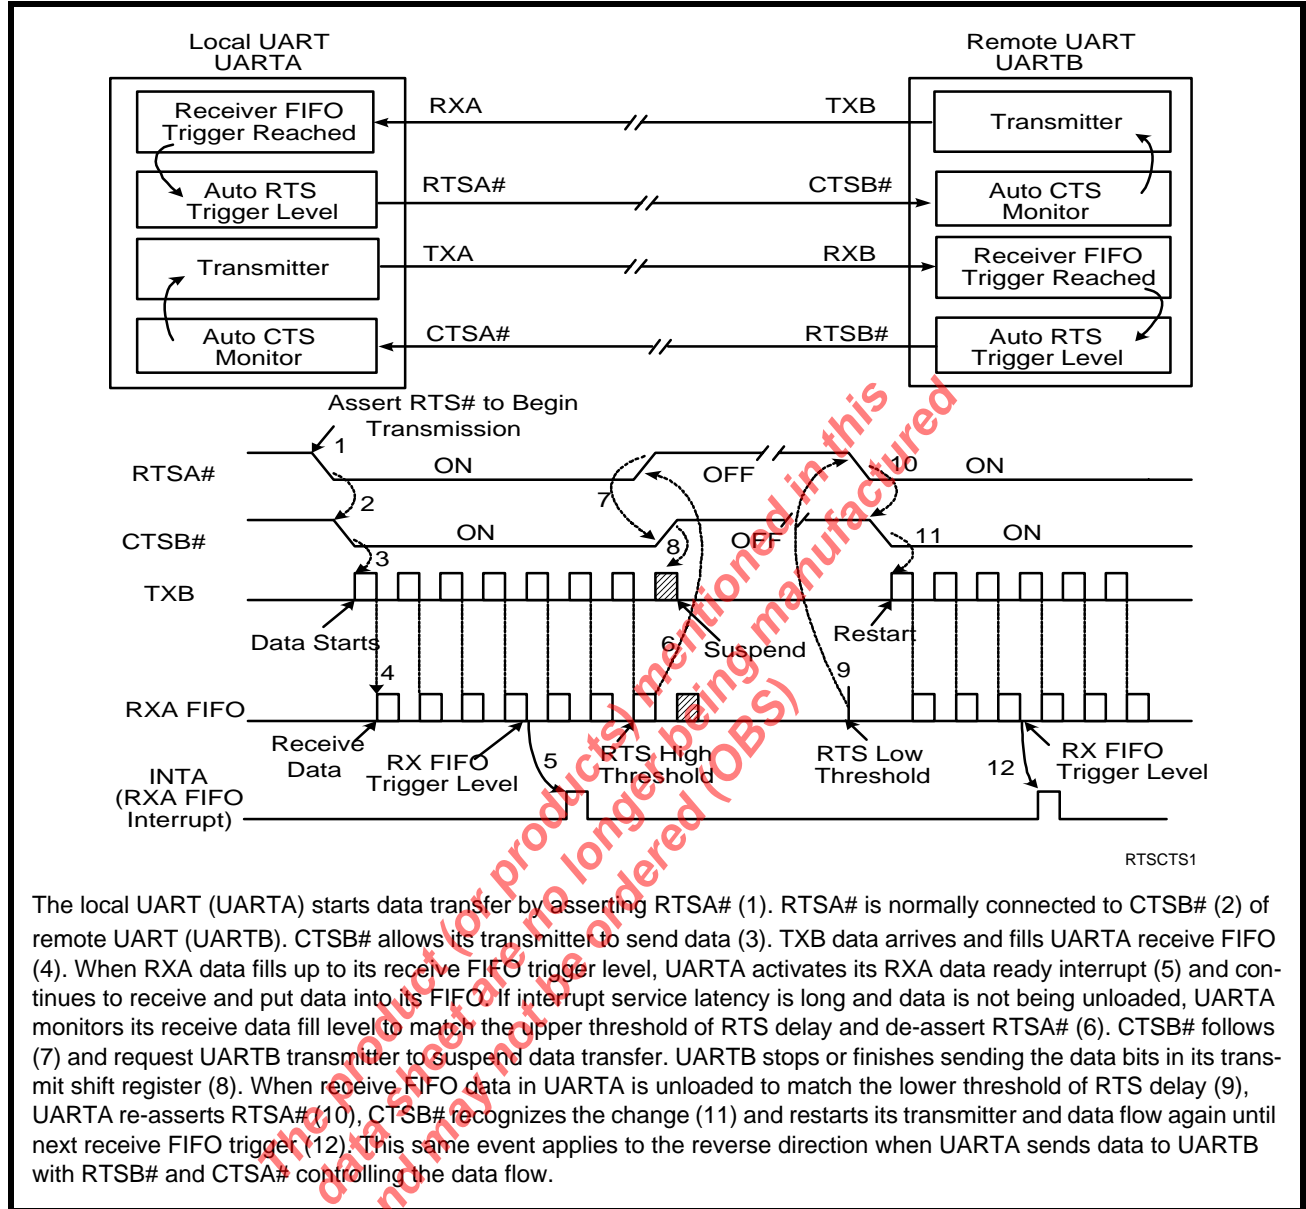 Local UART
UARTA
Remote UART
UARTB
Receiver FIFO
Trigger Reached
RXA
TXB
Transmitter
Auto RTS
Trigger Level
RTSA#
CTSB#
Auto CTS
Monitor
Transmitter
TXA
RXB
Receiver FIFO
Trigger Reached
Auto CTS
Monitor
CTSA#
RTSB#
Auto RTS
Trigger Level
Assert RTS# to Begin
Transmission
1
RTSA#
ON
OFF
10
ON
2
7
CTSB#
ON
8
OFF
11
ON
3
TXB
Data Starts
6
Suspend
Restart
4
9
RXA FIFO
Receive
Data
RX FIFO
Trigger Level
5
RTS High
Threshold
RTS Low
Threshold
12
RX FIFO
Trigger Level
INTA
(RXA FIFO
Interrupt)
RTSCTS1
The local UART (UARTA) starts data transfer by asserting RTSA# (1). RTSA# is normally connected to CTSB# (2) of
remote UART (UARTB). CTSB# allows its transmitter to send data (3). TXB data arrives and fills UARTA receive FIFO
(4). When RXA data fills up to its receive FIFO trigger level, UARTA activates its RXA data ready interrupt (5) and con-
tinues to receive and put data into its FIFO. If interrupt service latency is long and data is not being unloaded, UARTA
monitors its receive data fill level to match the upper threshold of RTS delay and de-assert RTSA# (6). CTSB# follows
(7) and request UARTB transmitter to suspend data transfer. UARTB stops or finishes sending the data bits in its trans-
mit shift register (8). When receive FIFO data in UARTA is unloaded to match the lower threshold of RTS delay (9),
UARTA re-asserts RTSA# (10), CTSB# recognizes the change (11) and restarts its transmitter and data flow again until
next receive FIFO trigger (12). This same event applies to the reverse direction when UARTA sends data to UARTB
with RTSB# and CTSA# controlling the data flow.
The product (or products) mentioned in this
data sheet are no longer being manufactured
nd may not be ordered (OBS)